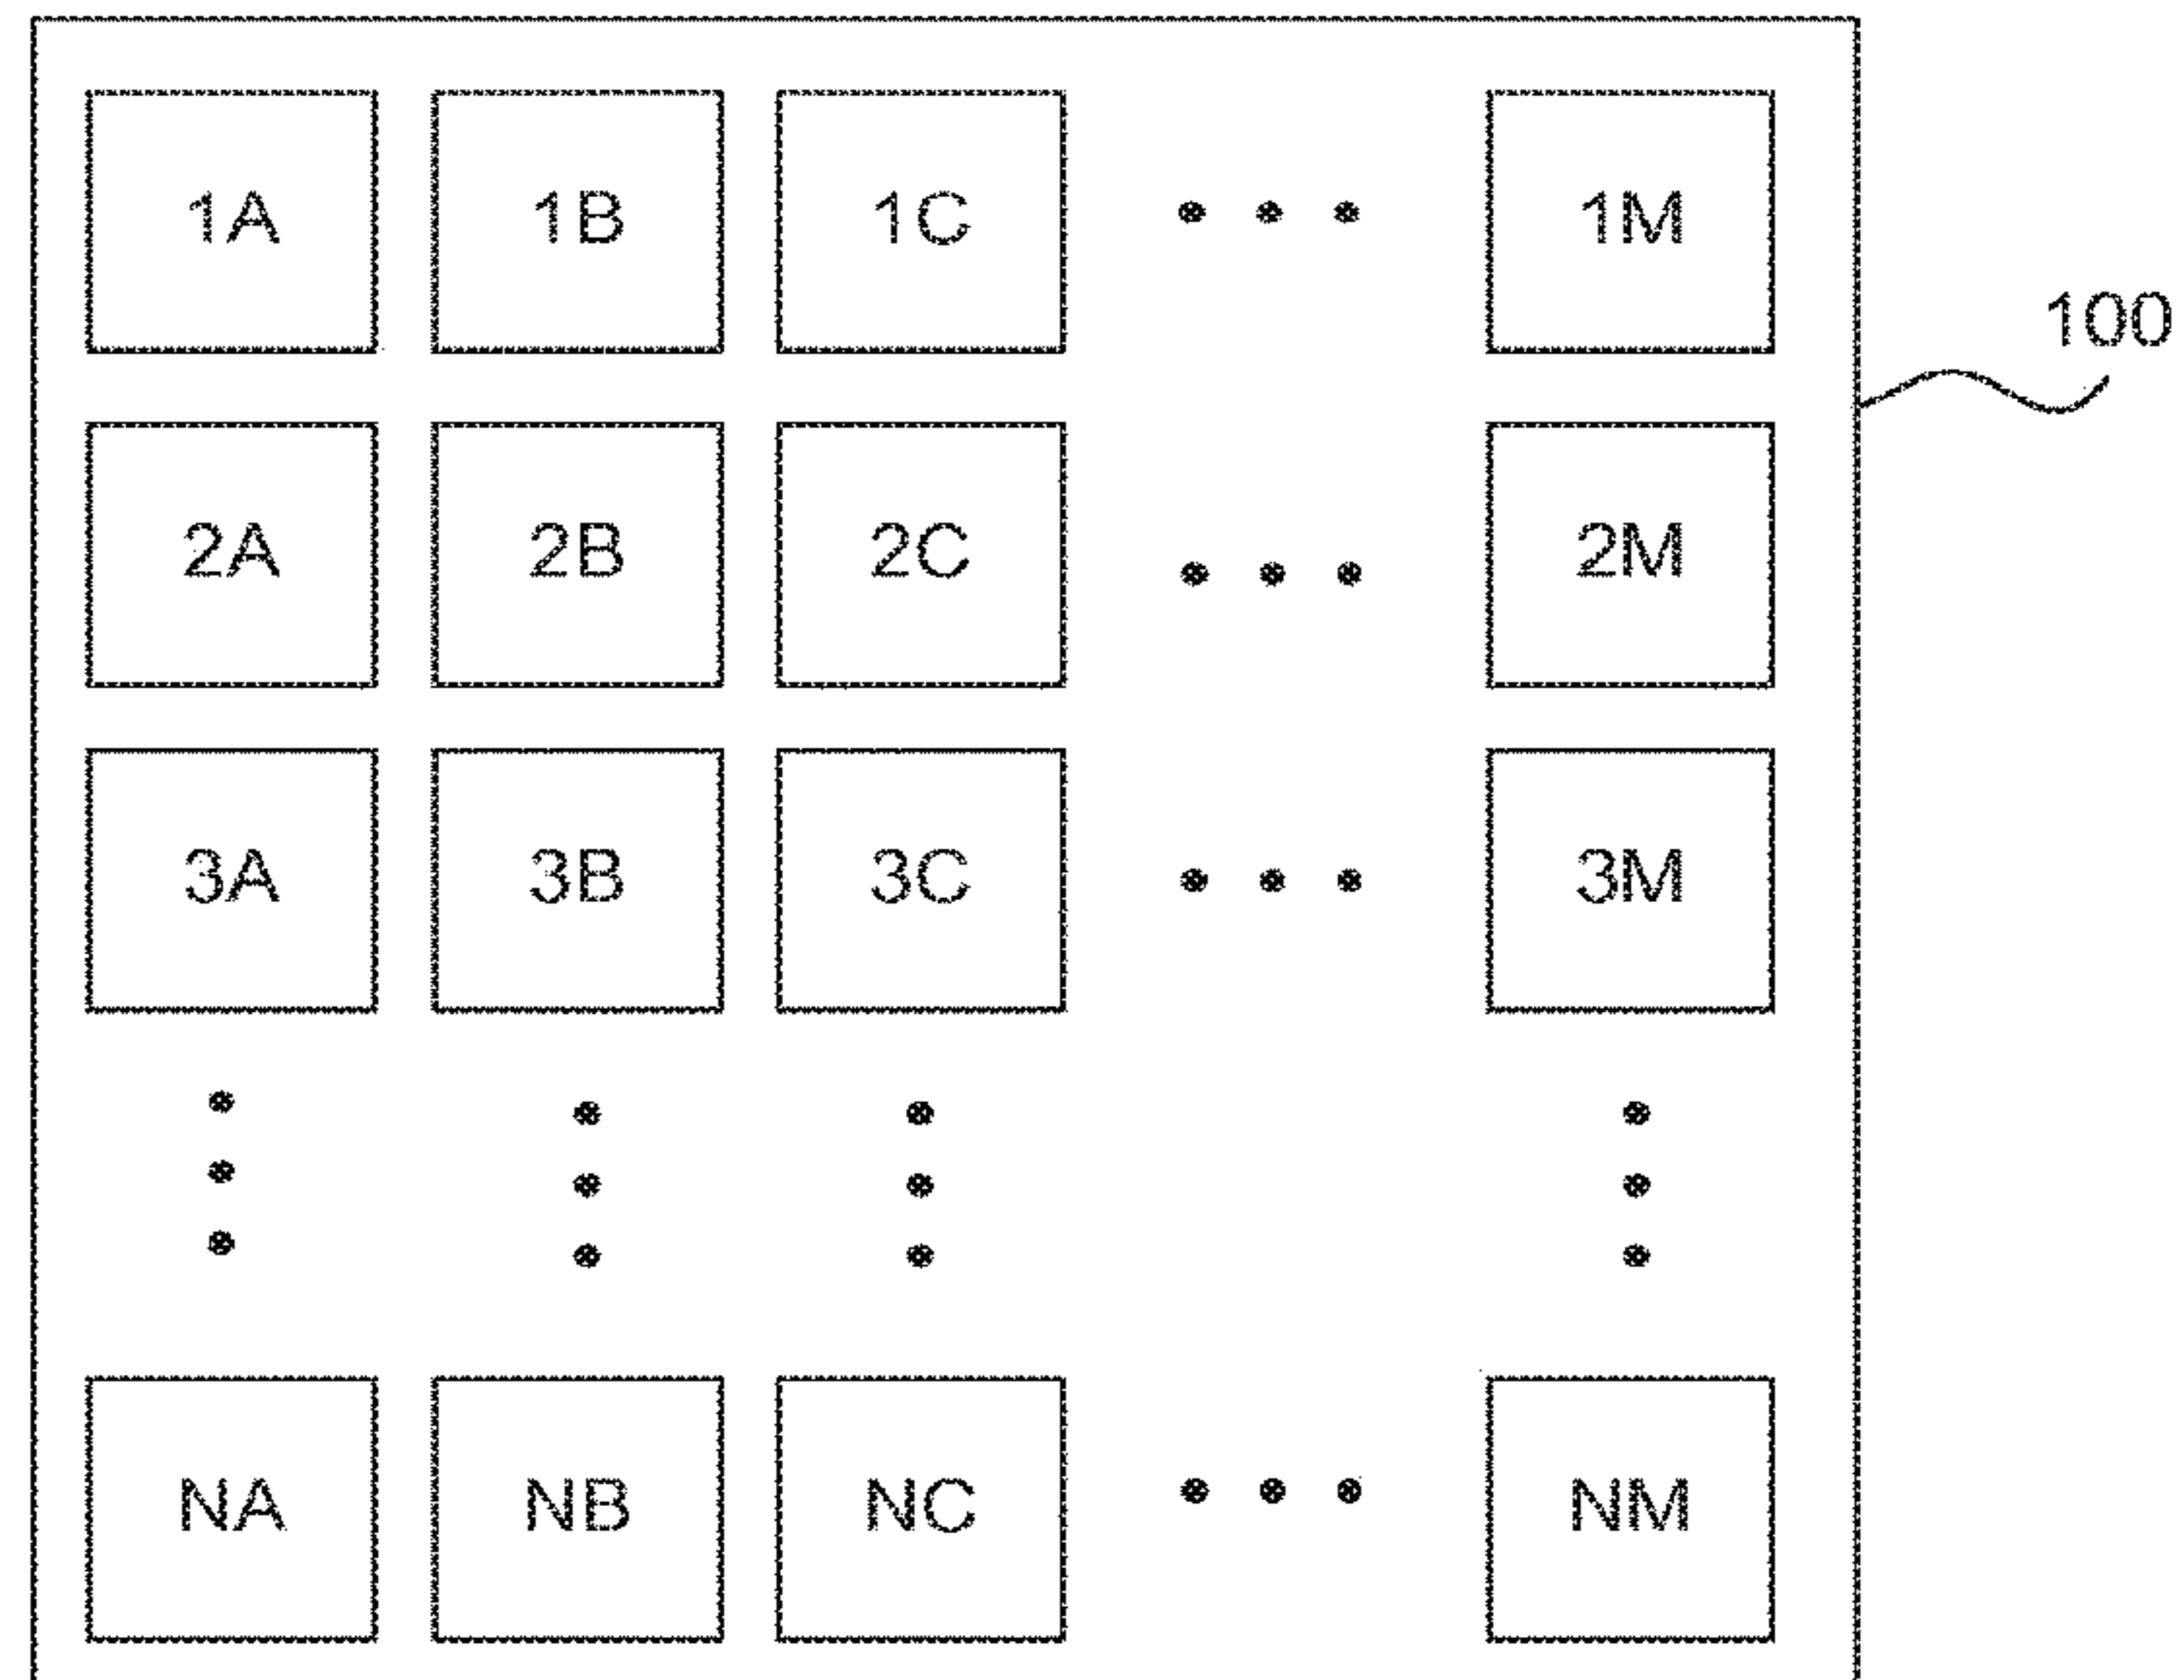 1A 1B 1C • • • 1M
100
2A 2B 2C • • • 2M
3A 3B 3C • • • 3M
NA NB NC • • • NM